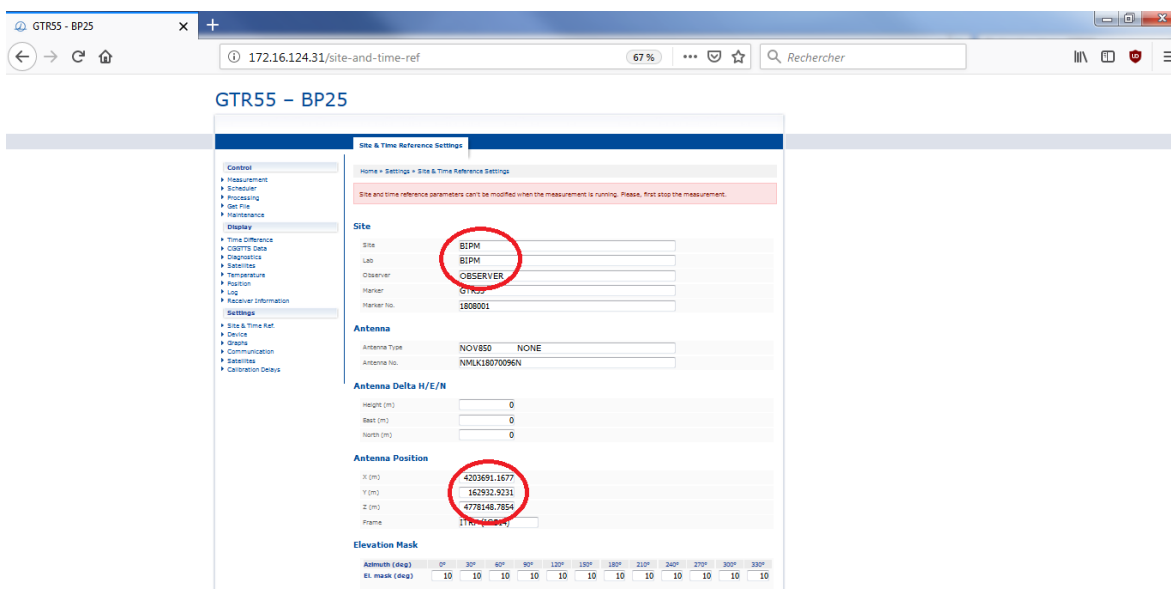 GTR55 - BP25
172.16.124.31/site-and-time-ref
67 %
Rechercher
GTR55 – BP25
Site & Time Reference Settings
Control
Measurement
Scheduler
Processing
Get File
Maintenance
Display
Time Difference
CGGTTS Data
Diagnostics
Satellites
Temperature
Position
Log
Receiver Information
Settings
Site & Time Ref.
Device
Graphs
Communication
Satellites
Calibration Delays
Home » Settings » Site & Time Reference Settings
Site and time reference parameters can't be modified when the measurement is running. Please, first stop the measurement.
Site
Site BIPM
Lab BIPM
Observer OBSERVER
Marker GTR55
Marker No. 1808001
Antenna
Antenna Type NOV850 NONE
Antenna No. NMLK18070096N
Antenna Delta H/E/N
Height (m) 0
East (m) 0
North (m) 0
Antenna Position
X (m) 4203691.1677
Y (m) 162932.9231
Z (m) 4778148.7854
Frame
Elevation Mask
Azimuth (deg) 0° 30° 60° 90° 120° 150° 180° 210° 240° 270° 300° 330°
El. mask (deg) 10 10 10 10 10 10 10 10 10 10 10 10